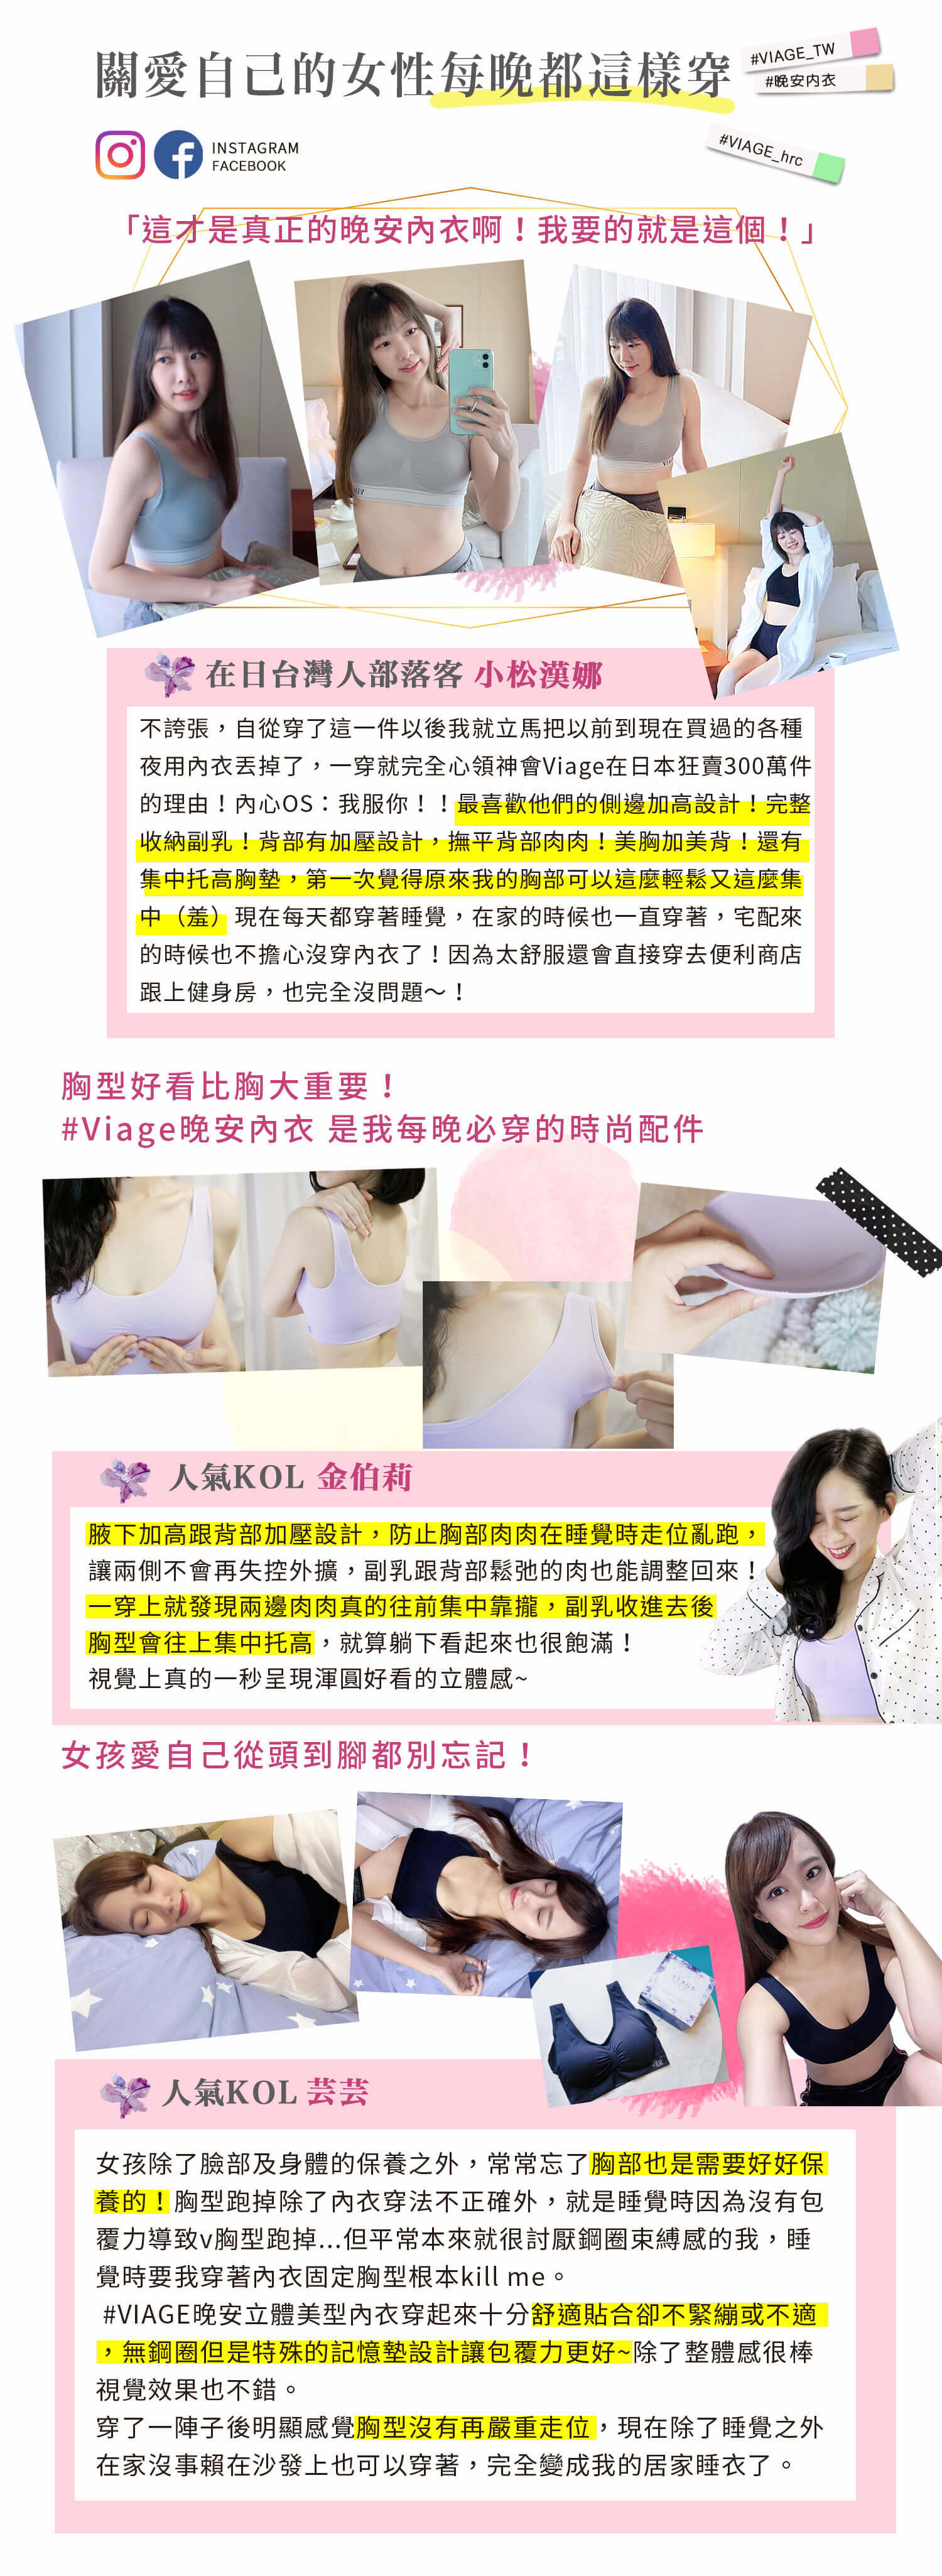 關愛自己的女性每晚都這樣穿
#VIAGE_TW
#晚安內衣
#VIAGE_hrc
INSTAGRAM
FACEBOOK
「這才是真正的晚安內衣啊！我要的就是這個！」
在日台灣人部落客 小松漢娜
不誇張，自從穿了這一件以後我就立馬把以前到現在買過的各種
夜用內衣丟掉了，一穿就完全心領神會Viage在日本狂賣300萬件
的理由！內心OS：我服你！！最喜歡他們的側邊加高設計！完整
收納副乳！背部有加壓設計，撫平背部肉肉！美胸加美背！還有
集中托高胸墊，第一次覺得原來我的胸部可以這麼輕鬆又這麼集
中（羞）現在每天都穿著睡覺，在家的時候也一直穿著，宅配來
的時候也不擔心沒穿內衣了！因為太舒服還會直接穿去便利商店
跟上健身房，也完全沒問題～！
胸型好看比胸大重要！
#Viage晚安內衣 是我每晚必穿的時尚配件
人氣KOL 金伯莉
腋下加高跟背部加壓設計，防止胸部肉肉在睡覺時走位亂跑，
讓兩側不會再失控外擴，副乳跟背部鬆弛的肉也能調整回來！
一穿上就發現兩邊肉肉真的往前集中靠攏，副乳收進去後
胸型會往上集中托高，就算躺下看起來也很飽滿！
視覺上真的一秒呈現渾圓好看的立體感~
女孩愛自己從頭到腳都別忘記！
VIAGE
人氣KOL 芸芸
女孩除了臉部及身體的保養之外，常常忘了胸部也是需要好好保
養的！胸型跑掉除了內衣穿法不正確外，就是睡覺時因為沒有包
覆力導致v胸型跑掉...但平常本來就很討厭鋼圈束縛感的我，睡
覺時要我穿著內衣固定胸型根本kill me。
#VIAGE晚安立體美型內衣穿起來十分舒適貼合卻不緊繃或不適
，無鋼圈但是特殊的記憶墊設計讓包覆力更好~除了整體感很棒
視覺效果也不錯。
穿了一陣子後明顯感覺胸型沒有再嚴重走位，現在除了睡覺之外
在家沒事賴在沙發上也可以穿著，完全變成我的居家睡衣了。